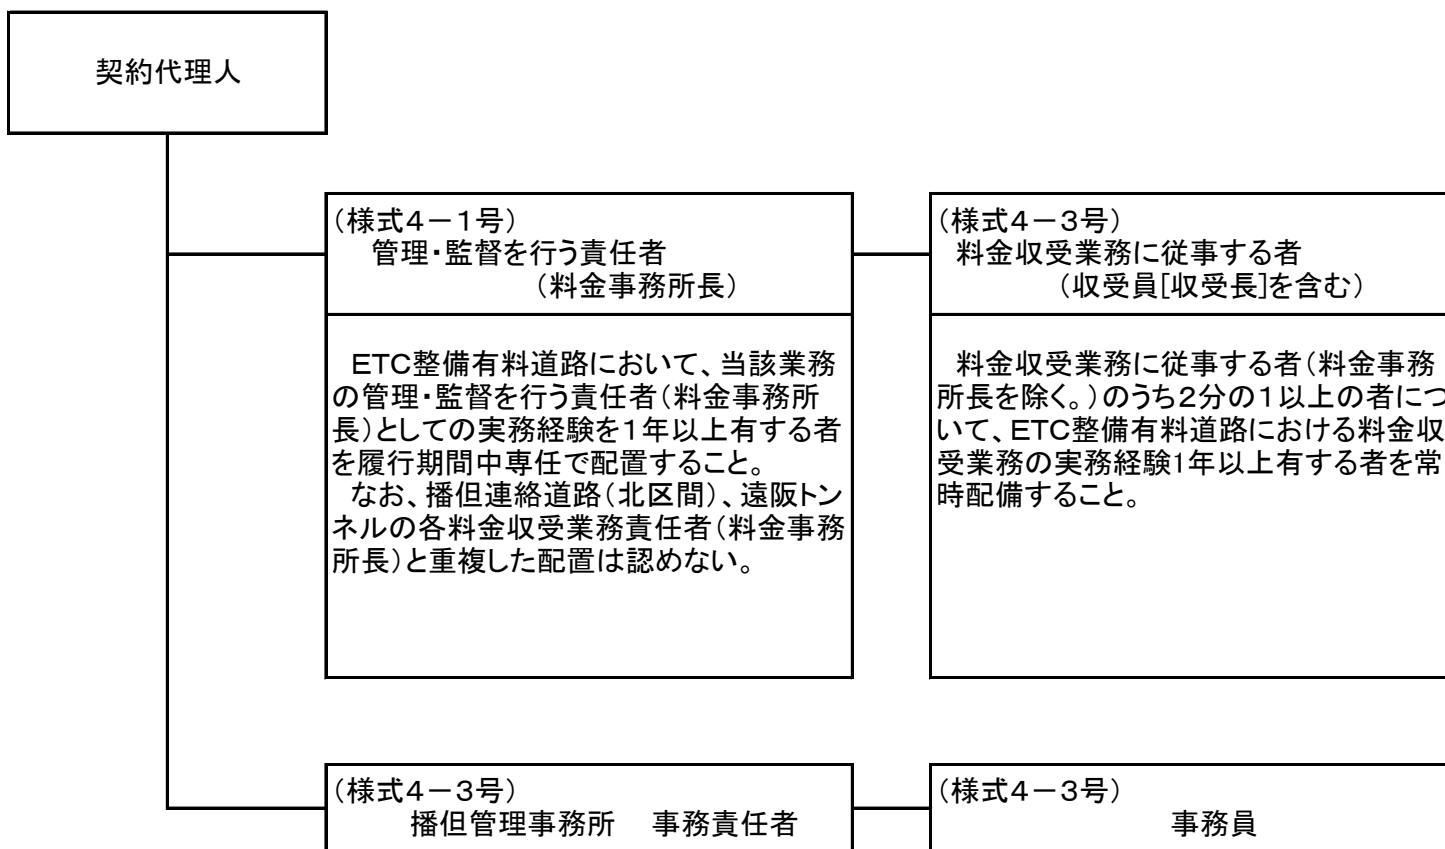 契約代理人
（様式４－１号）
管理・監督を行う責任者
（料金事務所長）
ＥＴＣ整備有料道路において、当該業務
の管理・監督を行う責任者（料金事務所
長）としての実務経験を１年以上有する者
を履行期間中専任で配置すること。
なお、播但連絡道路（北区間）、遠阪トン
ネルの各料金収受業務責任者（料金事務
所長）と重複した配置は認めない。
（様式４－３号）
料金収受業務に従事する者
（収受員[収受長]を含む）
料金収受業務に従事する者（料金事務
所長を除く。）のうち２分の１以上の者につ
いて、ＥＴＣ整備有料道路における料金収
受業務の実務経験1年以上有する者を常
時配備すること。
（様式４－３号）
播但管理事務所　事務責任者
（様式４－３号）
事務員